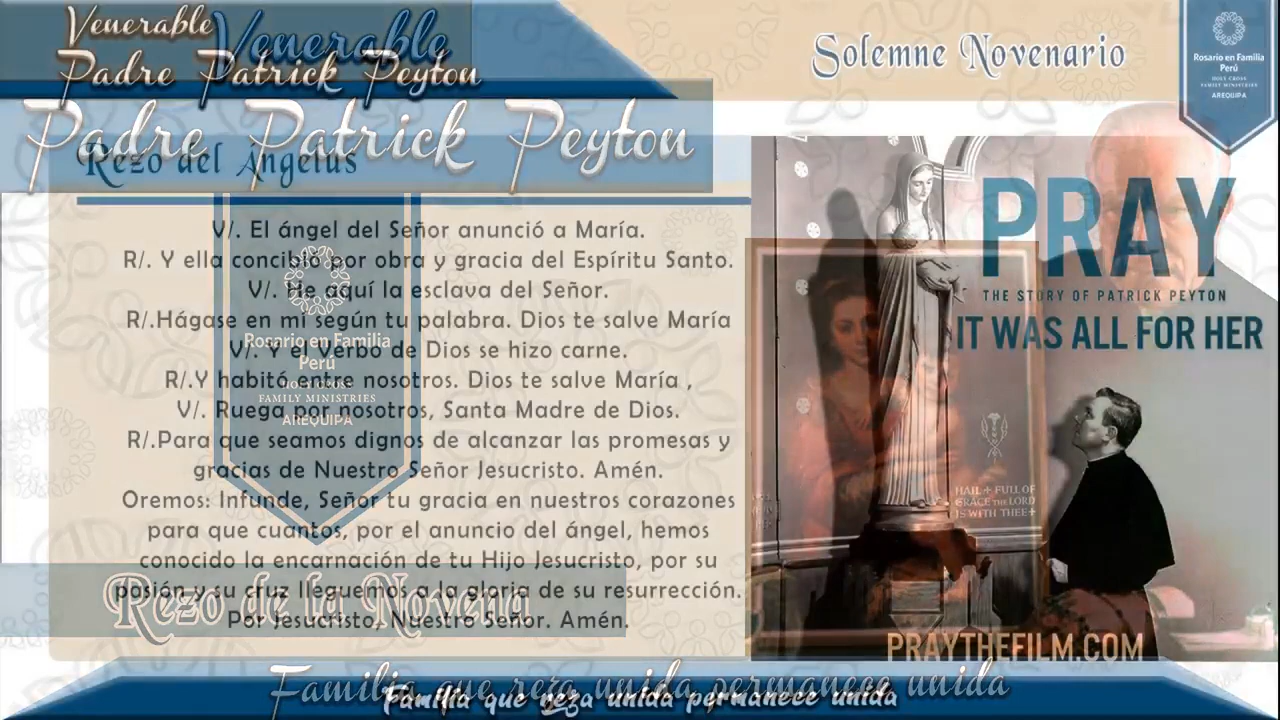 Venerable
Venerable
Padre Patrick Peyton
Padre Patrick Peyton
Solemne Novenario
Rosario en Familia
Perú
HOLY CROSS
FAMILY MINISTRIES
AREQUIPA
Rezo del Ángelus
V/. El ángel del Señor anunció a María.
R/. Y ella concibió por obra y gracia del Espíritu Santo.
V/. He aquí la esclava del Señor.
R/.Hágase en mi según tu palabra. Dios te salve María
V/. Y el Verbo de Dios se hizo carne.
R/.Y habitó entre nosotros. Dios te salve María ,
V/. Ruega por nosotros, Santa Madre de Dios.
R/.Para que seamos dignos de alcanzar las promesas y
gracias de Nuestro Señor Jesucristo. Amén.
Oremos: Infunde, Señor tu gracia en nuestros corazones
para que cuantos, por el anuncio del ángel, hemos
conocido la encarnación de tu Hijo Jesucristo, por su
pasión y su cruz lleguemos a la gloria de su resurrección.
Por Jesucristo, Nuestro Señor. Amén.
Rosario en Familia
Perú
HOLY CROSS
FAMILY MINISTRIES
AREQUIPA
Rezo de la Novena
PRAY
THE STORY OF PATRICK PEYTON
IT WAS ALL FOR HER
HAIL + FULL OF
GRACE THE LORD
IS WITH THEE+
PRAYTHEFILM.COM
Familia que reza unida permanece unida
Familia que reza unida permanece unida